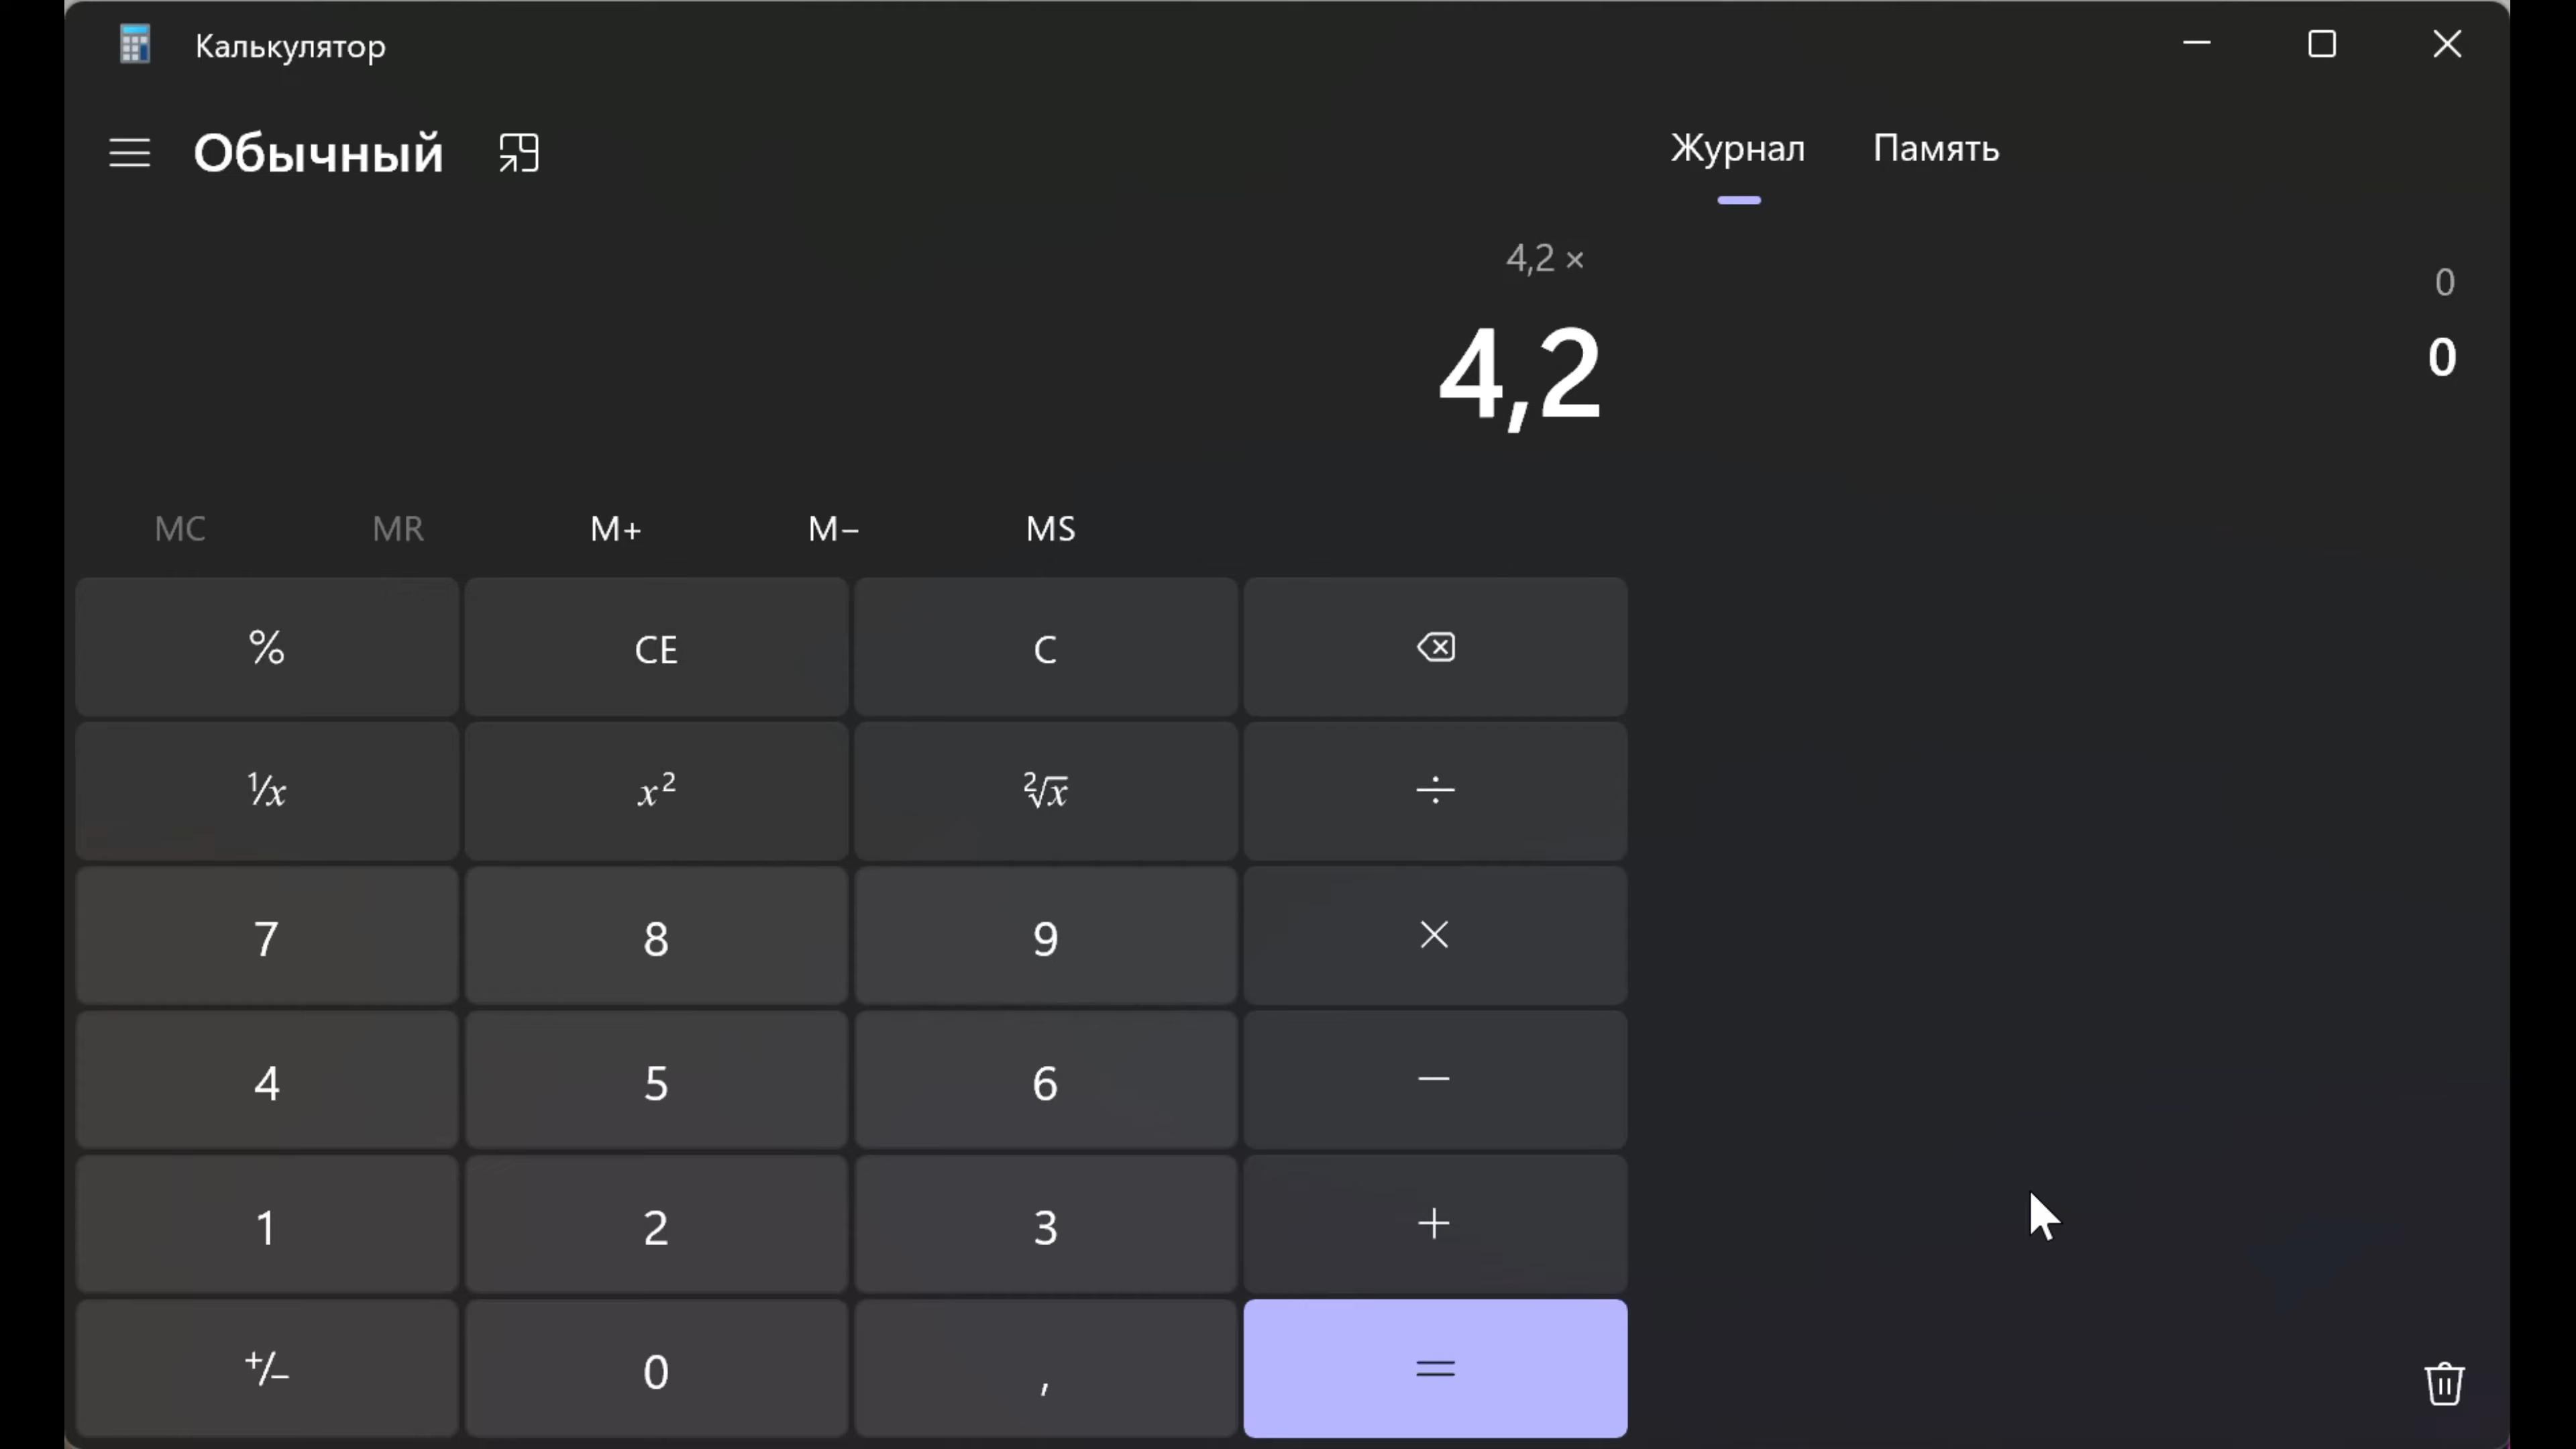 Калькулятор
Обычный
Журнал Память
4,2 ×
0
4,2
0
MC MR M+ M− MS
% CE C
⅟x x² ²√x ÷
7 8 9 ×
4 5 6 −
1 2 3 +
+/− 0 , =